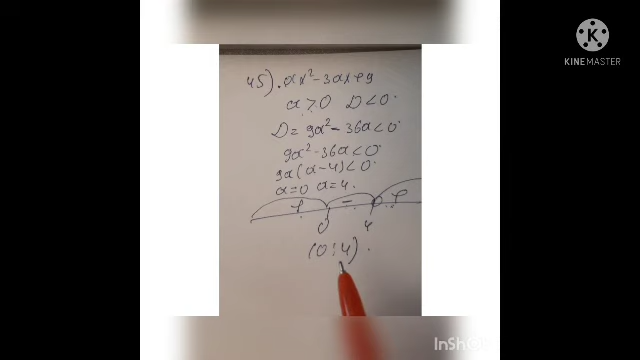 45). ax² - 3ax + 9
a > 0 D < 0.
D = 9a² - 36a < 0
9a² - 36a < 0
9a(a - 4) < 0.
a = 0 a = 4.
+ - +
0 4
(0; 4).
K
KINEMASTER
InShO